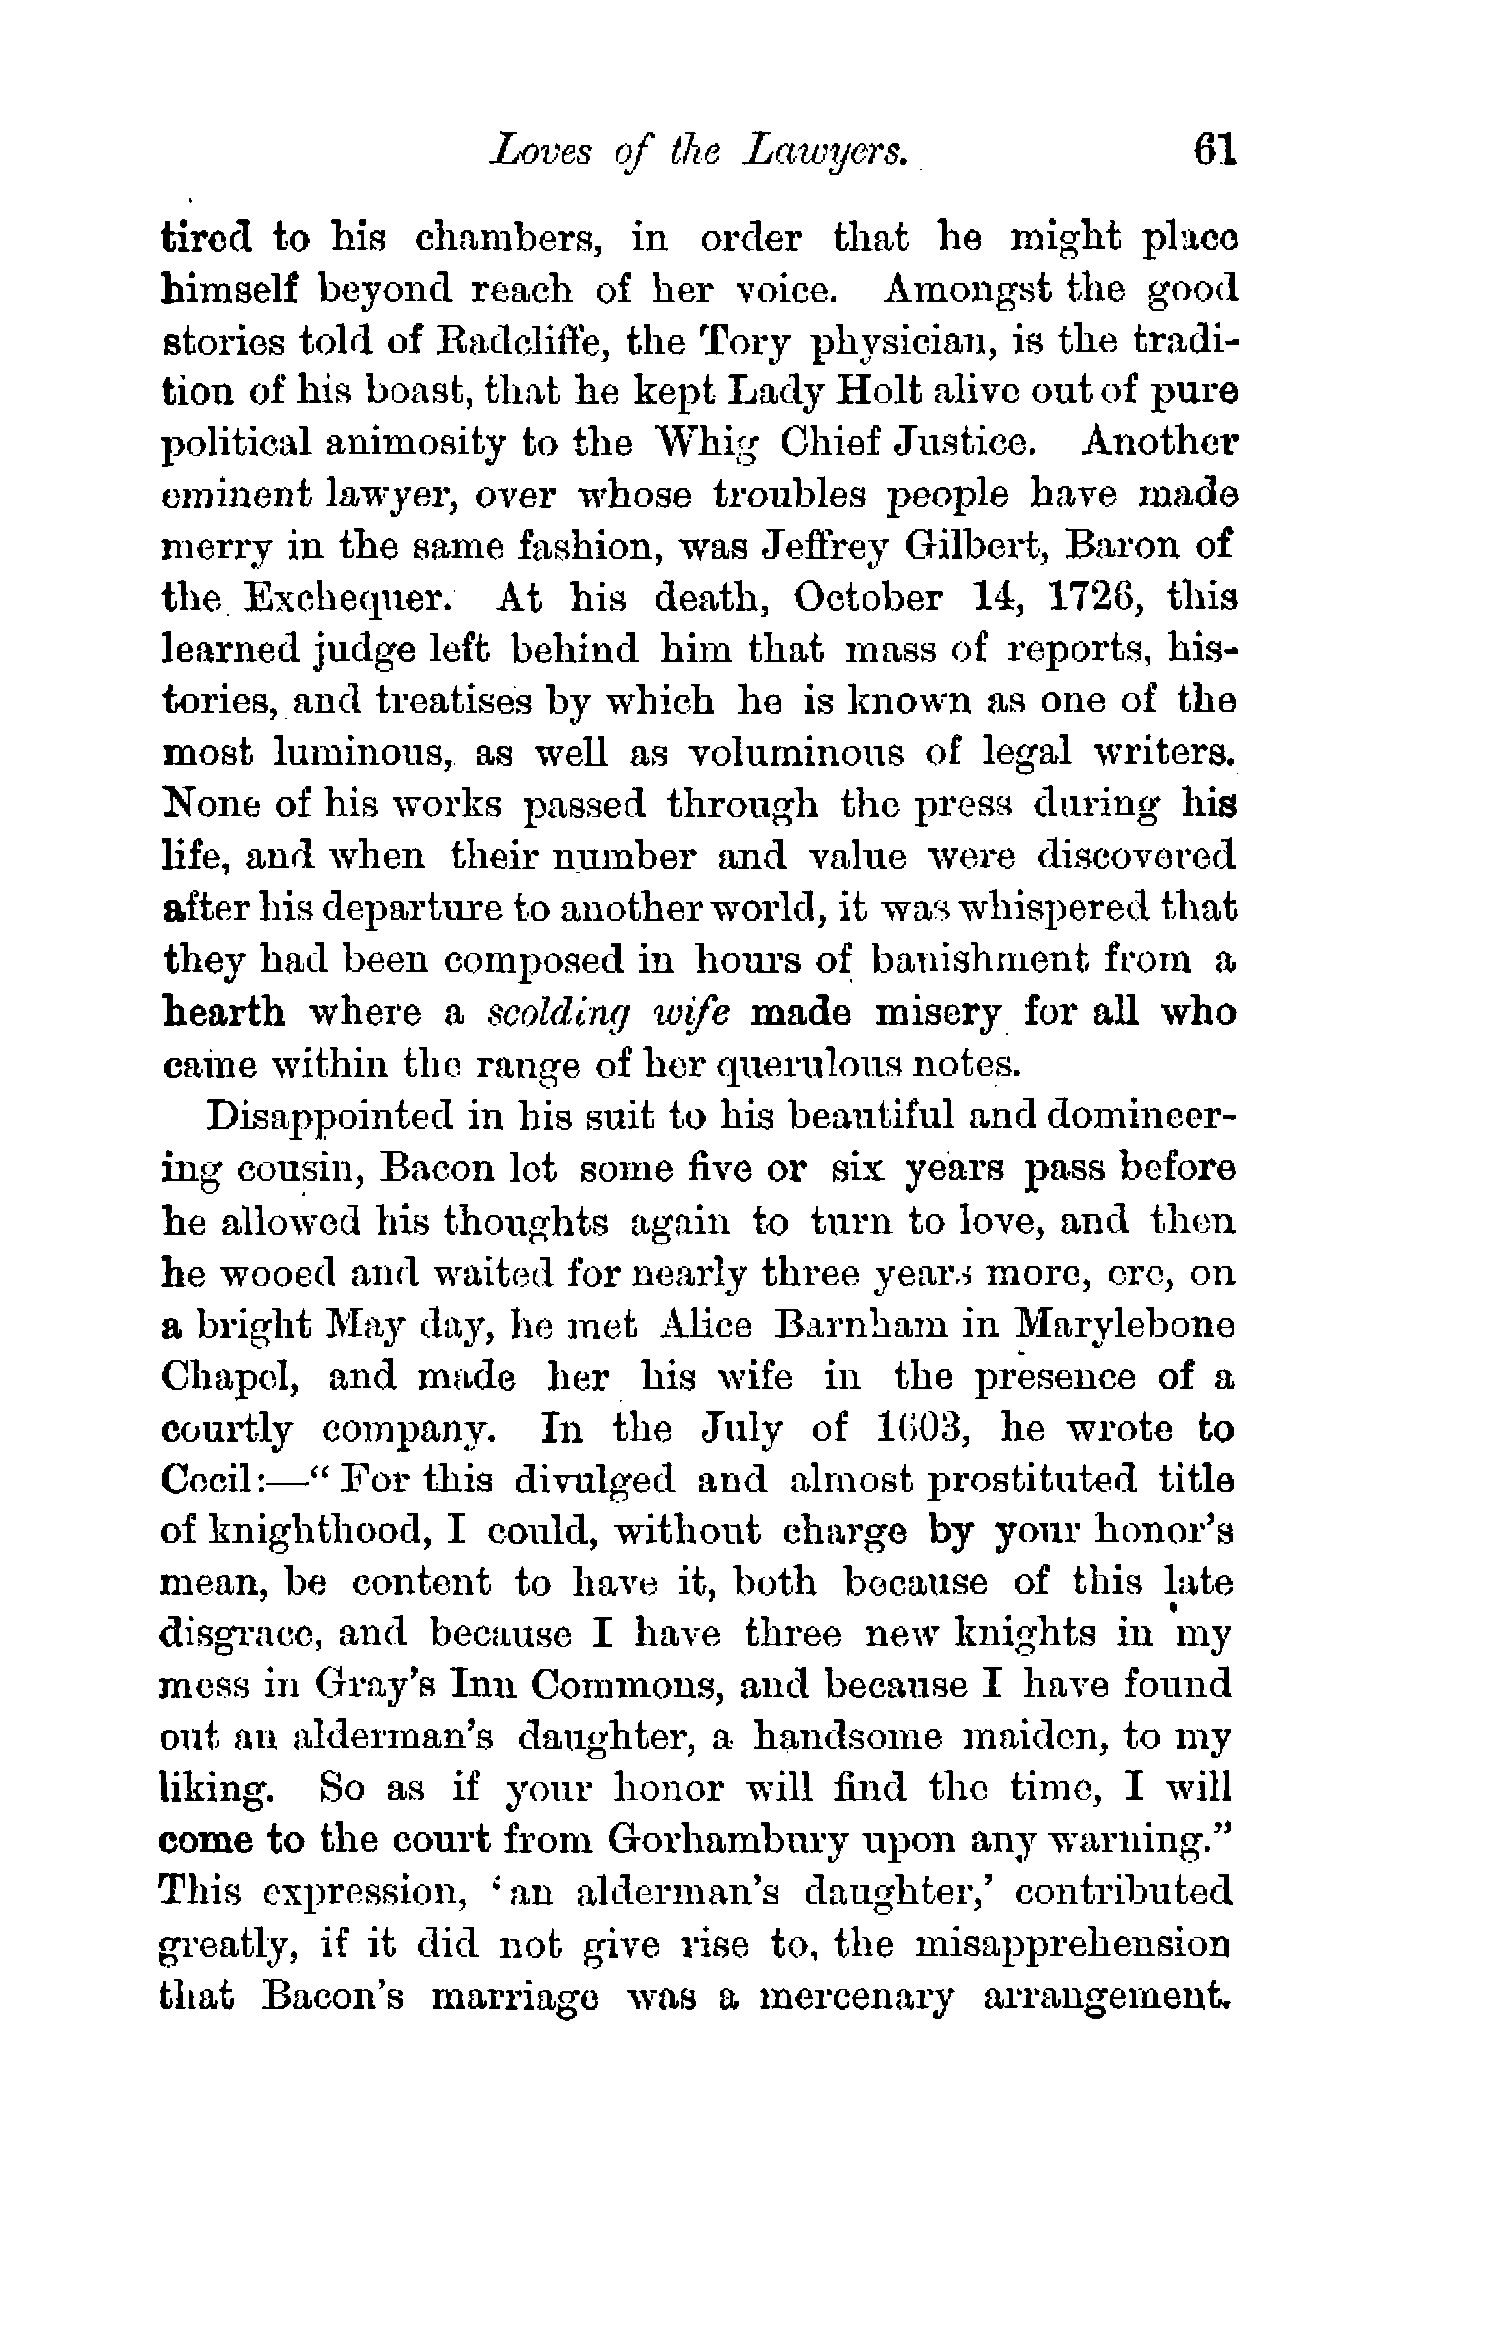 Loves of the Lawyers. 61
tired to his chambers, in order that he might place
himself beyond reach of her voice. Amongst the good
stories told of Radcliffe, the Tory physician, is the tradi-
tion of his boast, that he kept Lady Holt alive out of pure
political animosity to the Whig Chief Justice. Another
eminent lawyer, over whose troubles people have made
merry in the same fashion, was Jeffrey Gilbert, Baron of
the Exchequer. At his death, October 14, 1726, this
learned judge left behind him that mass of reports, his-
tories, and treatises by which he is known as one of the
most luminous, as well as voluminous of legal writers.
None of his works passed through the press during his
life, and when their number and value were discovered
after his departure to another world, it was whispered that
they had been composed in hours of banishment from a
hearth where a scolding wife made misery for all who
came within the range of her querulous notes.
Disappointed in his suit to his beautiful and domineer-
ing cousin, Bacon let some five or six years pass before
he allowed his thoughts again to turn to love, and then
he wooed and waited for nearly three years more, ere, on
a bright May day, he met Alice Barnham in Marylebone
Chapel, and made her his wife in the presence of a
courtly company. In the July of 1603, he wrote to
Cecil:—“For this divulged and almost prostituted title
of knighthood, I could, without charge by your honor’s
mean, be content to have it, both because of this late
disgrace, and because I have three new knights in my
mess in Gray’s Inn Commons, and because I have found
out an alderman’s daughter, a handsome maiden, to my
liking. So as if your honor will find the time, I will
come to the court from Gorhambury upon any warning.”
This expression, ‘an alderman’s daughter,’ contributed
greatly, if it did not give rise to, the misapprehension
that Bacon’s marriage was a mercenary arrangement.